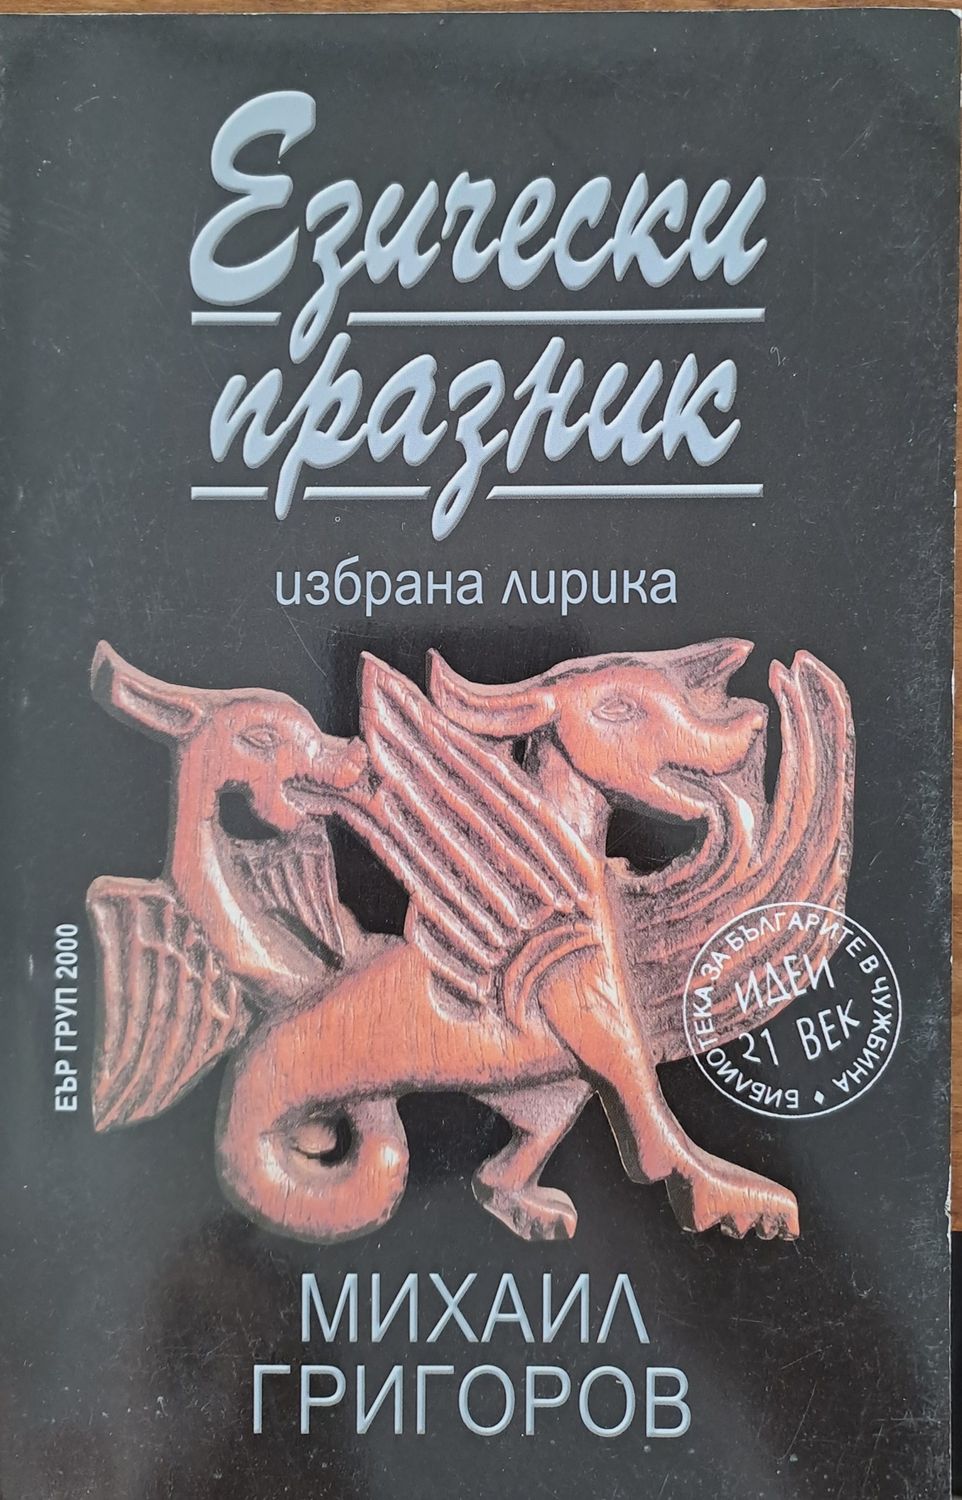 Езически
празник
избрана лирика
ЕЪР ГРУП 2000
БИБЛИОТЕКА ЗА БЪЛГАРИТЕ В ЧУЖБИНА
ИДЕИ
21 ВЕК
МИХАИЛ
ГРИГОРОВ